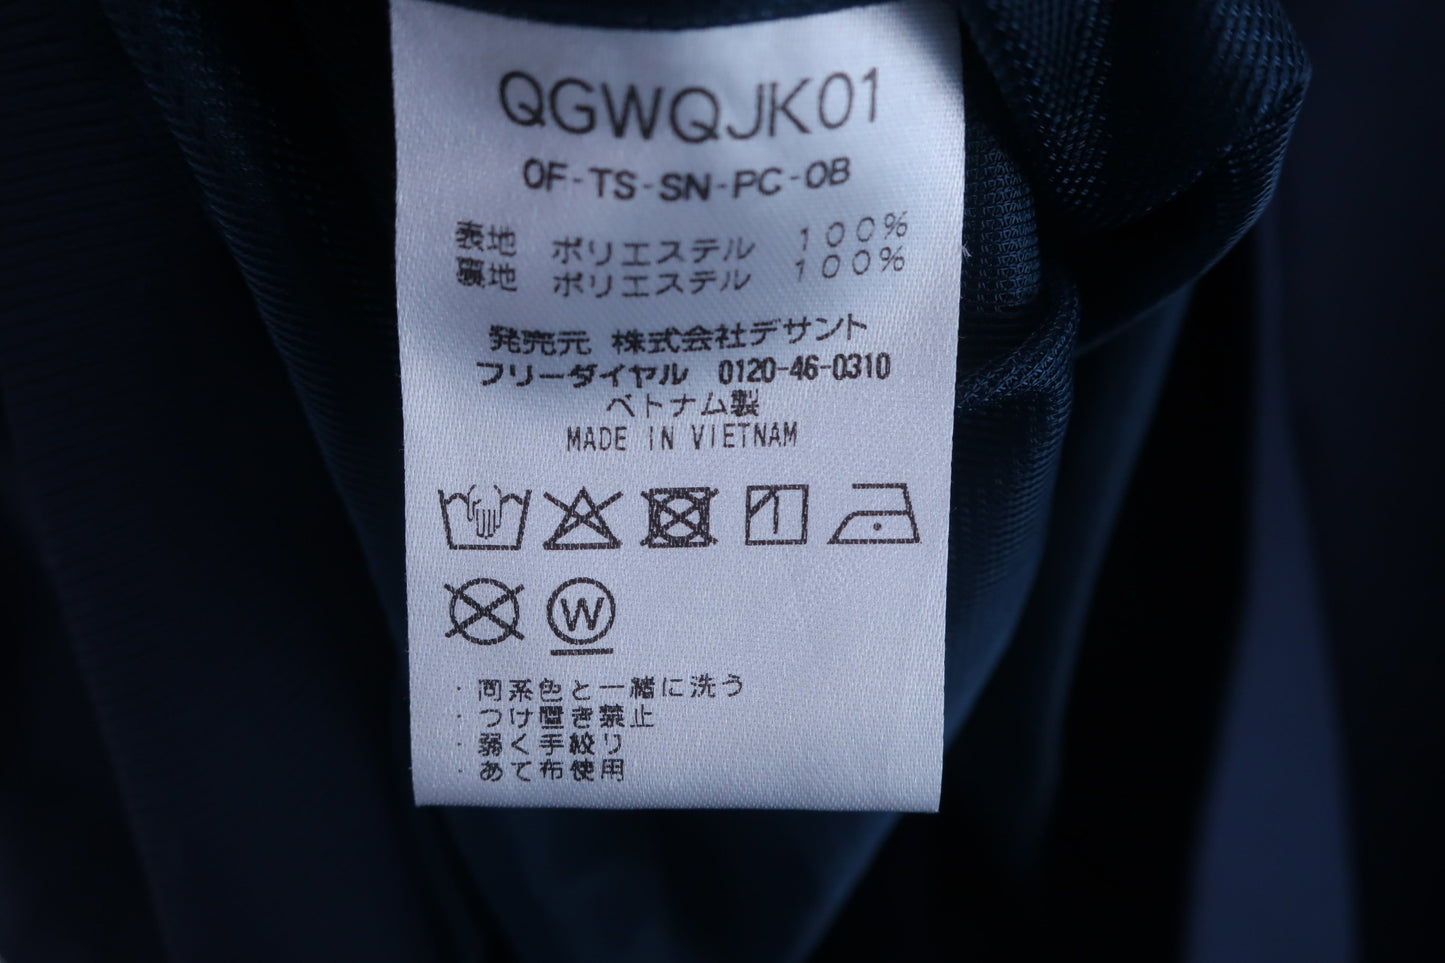 QGWQJK01
OF-TS-SN-PC-OB
表地 ポリエステル 100%
裏地 ポリエステル 100%
発売元 株式会社デサント
フリーダイヤル 0120-46-0310
ベトナム製
MADE IN VIETNAM
W
・同系色と一緒に洗う
・つけ置き禁止
・弱く手絞り
・あて布使用